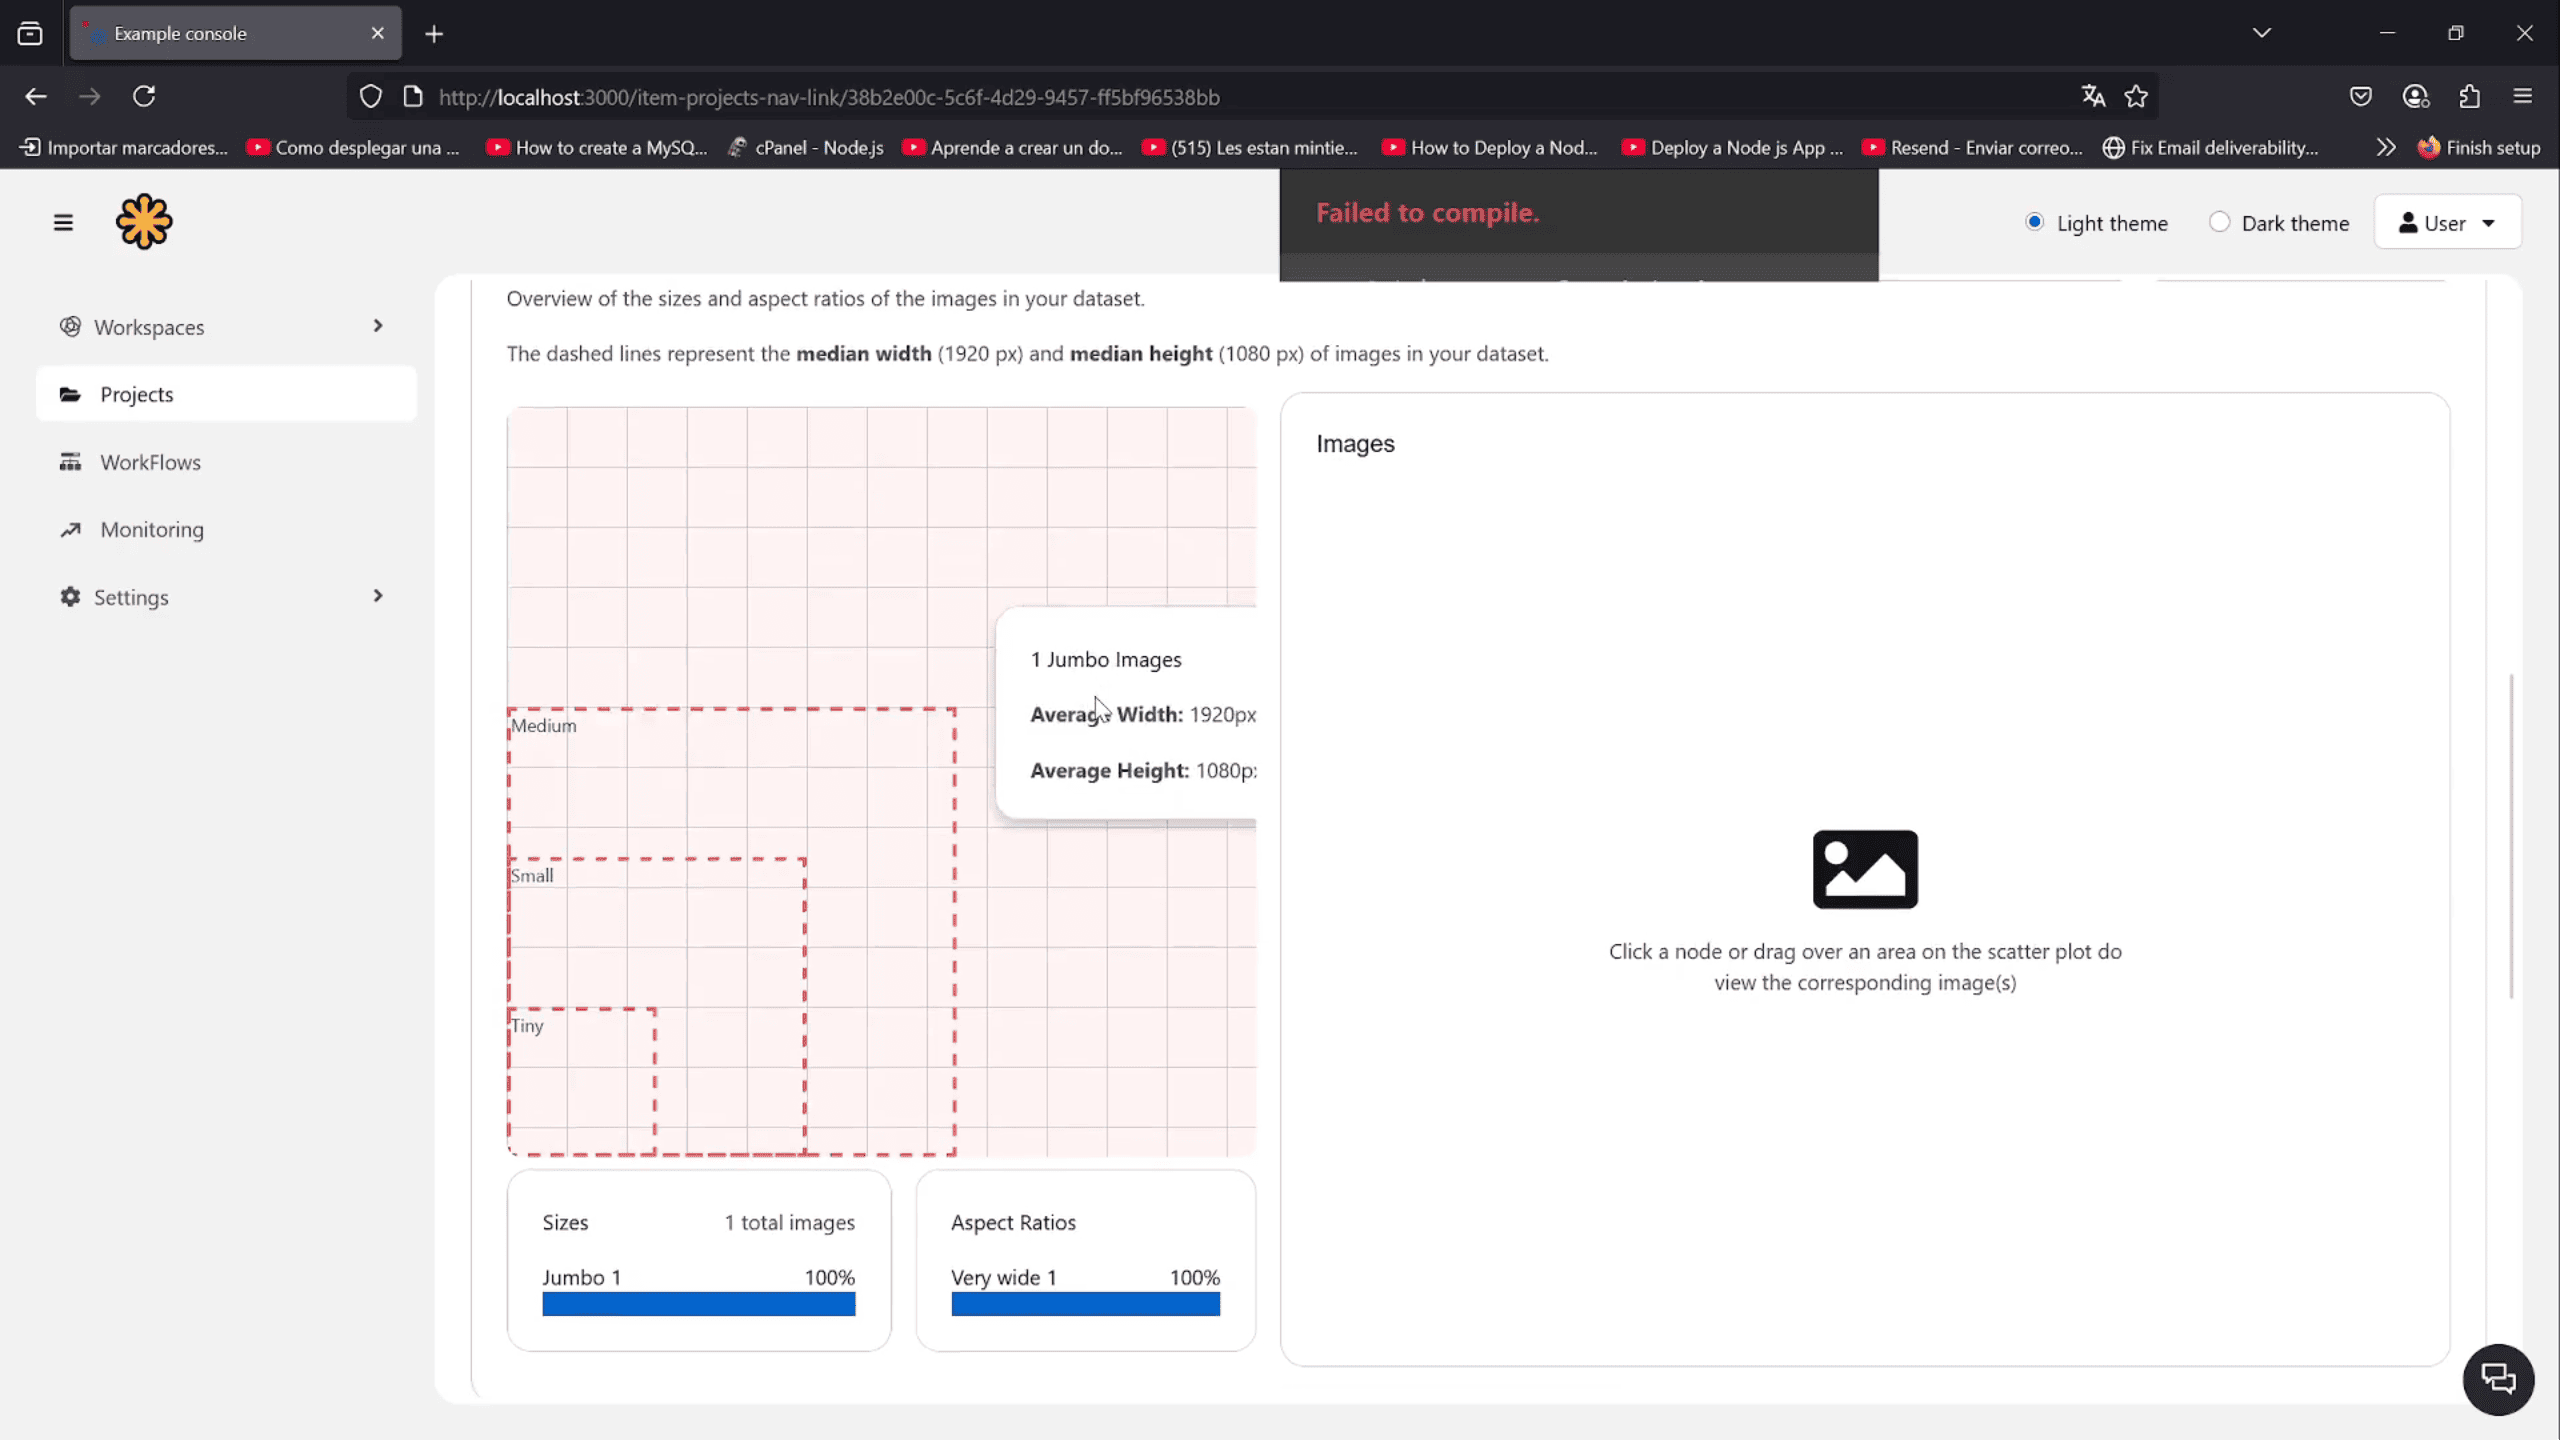 Example console
http://localhost:3000/item-projects-nav-link/38b2e00c-5c6f-4d29-9457-ff5bf96538bb
Importar marcadores...
Como desplegar una ...
How to create a MySQ...
cPanel - Node.js
Aprende a crear un do...
(515) Les estan mintie...
How to Deploy a Nod...
Deploy a Node js App ...
Resend - Enviar correo...
Fix Email deliverability...
Finish setup
Failed to compile.
Light theme
Dark theme
User
Workspaces
Projects
WorkFlows
Monitoring
Settings
Overview of the sizes and aspect ratios of the images in your dataset.
The dashed lines represent the median width (1920 px) and median height (1080 px) of images in your dataset.
Medium
Small
Tiny
1 Jumbo Images
Average Width: 1920px
Average Height: 1080p
Images
Click a node or drag over an area on the scatter plot do
view the corresponding image(s)
Sizes
1 total images
Jumbo 1
100%
Aspect Ratios
Very wide 1
100%